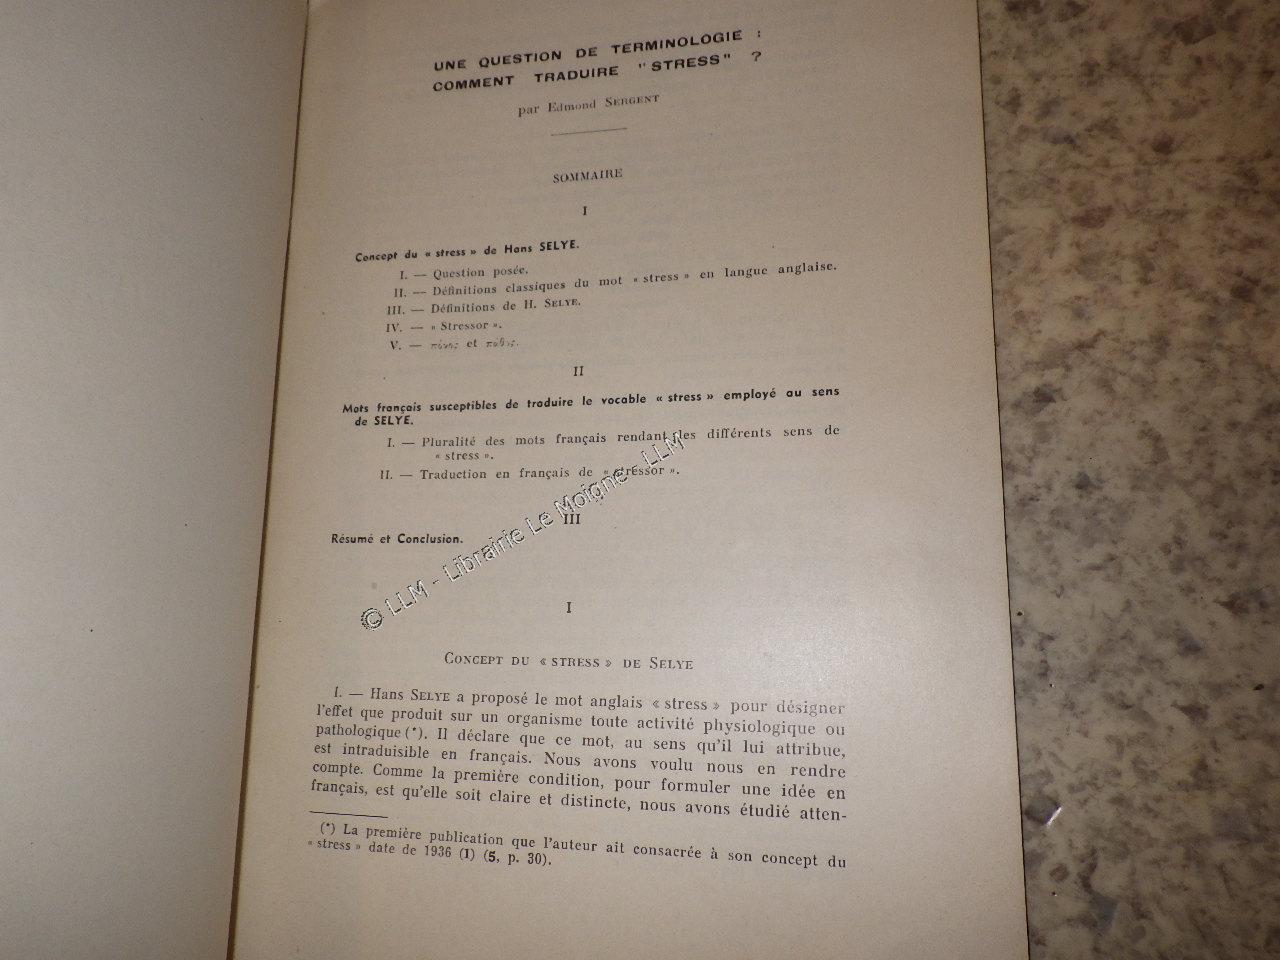 UNE QUESTION DE TERMINOLOGIE :
COMMENT TRADUIRE "STRESS" ?
par Edmond SERGENT
SOMMAIRE
I
Concept du « stress » de Hans SELYE.
I. — Question posée.
II. — Définitions classiques du mot « stress » en langue anglaise.
III. — Définitions de H. SELYE.
IV. — « Stressor ».
V. — πόνος et πάθος.
II
Mots français susceptibles de traduire le vocable « stress » employé au sens
de SELYE.
I. — Pluralité des mots français rendant les différents sens de
« stress ».
II. — Traduction en français de « stressor ».
III
Résumé et Conclusion.
© LLM - Librairie Le Moigne - LLM
I
CONCEPT DU « STRESS » DE SELYE
I. — Hans SELYE a proposé le mot anglais « stress » pour désigner
l'effet que produit sur un organisme toute activité physiologique ou
pathologique (*). Il déclare que ce mot, au sens qu'il lui attribue,
est intraduisible en français. Nous avons voulu nous en rendre
compte. Comme la première condition, pour formuler une idée en
français, est qu'elle soit claire et distincte, nous avons étudié atten-
(*) La première publication que l'auteur ait consacrée à son concept du
« stress » date de 1936 (1) (5, p. 30).